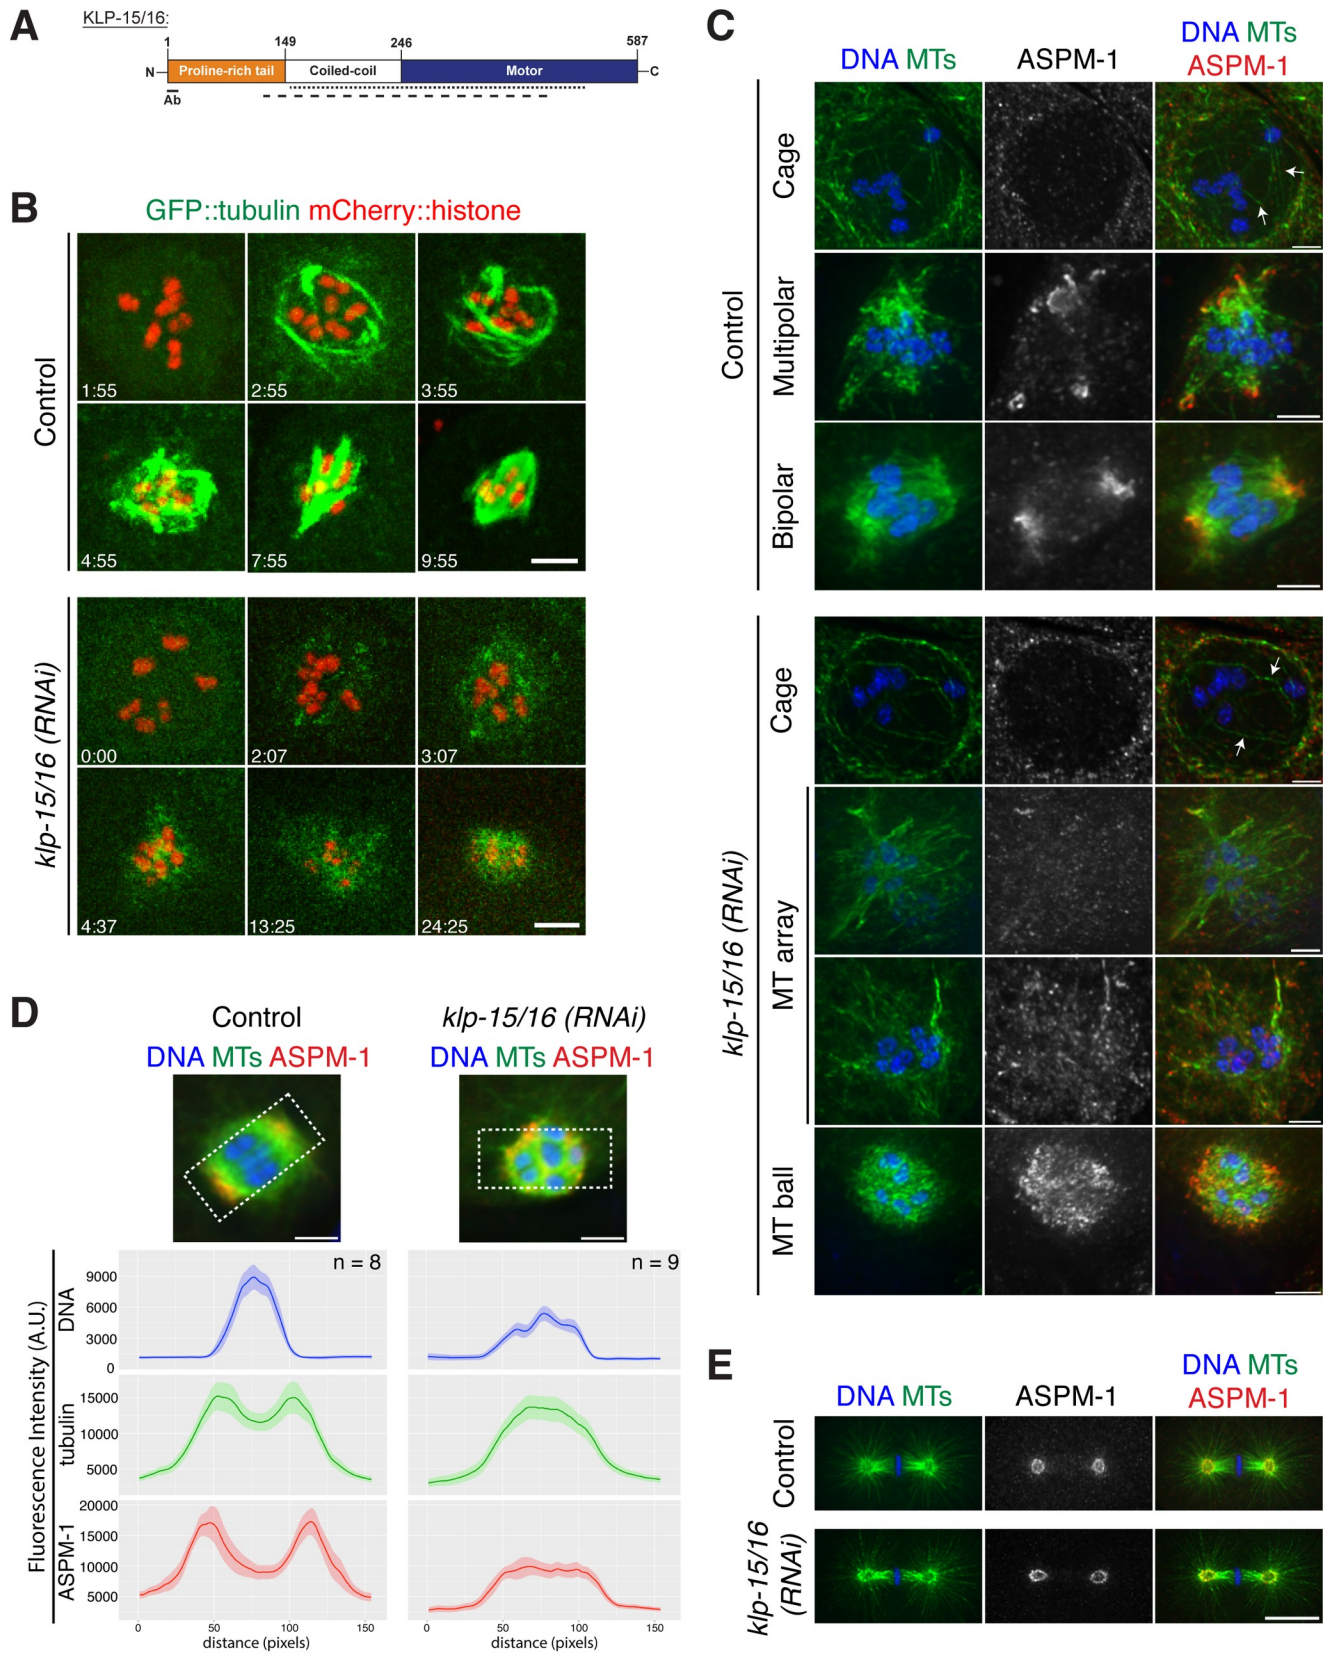 A
KLP-15/16:
1 149 246 587
N Proline-rich tail Coiled-coil Motor C
Ab
B
GFP::tubulin mCherry::histone
Control
1:55 2:55 3:55
4:55 7:55 9:55
klp-15/16 (RNAi)
0:00 2:07 3:07
4:37 13:25 24:25
C
DNA MTs ASPM-1 DNA MTs
ASPM-1
Control
Cage
Multipolar
Bipolar
klp-15/16 (RNAi)
Cage
MT array
MT ball
D
Control klp-15/16 (RNAi)
DNA MTs ASPM-1 DNA MTs ASPM-1
Fluorescence Intensity (A.U.)
n = 8 n = 9
DNA
9000
6000
3000
0
tubulin
15000
10000
5000
ASPM-1
20000
15000
10000
5000
0 50 100 150 0 50 100 150
distance (pixels) distance (pixels)
E
DNA MTs ASPM-1 DNA MTs
ASPM-1
Control
klp-15/16
(RNAi)